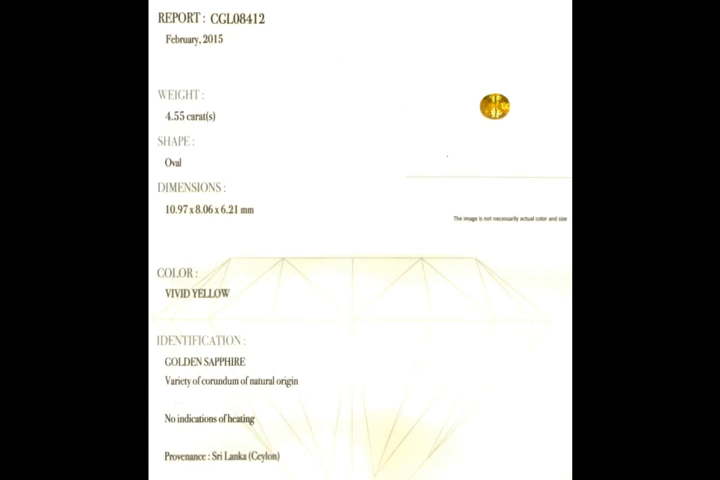 REPORT : CGL08412
February, 2015
WEIGHT :
4.55 carat(s)
SHAPE :
Oval
DIMENSIONS :
10.97 x 8.06 x 6.21 mm
The image is not necessarily actual color and size
COLOR :
VIVID YELLOW
IDENTIFICATION :
GOLDEN SAPPHIRE
Variety of corundum of natural origin
No indications of heating
Provenance : Sri Lanka (Ceylon)